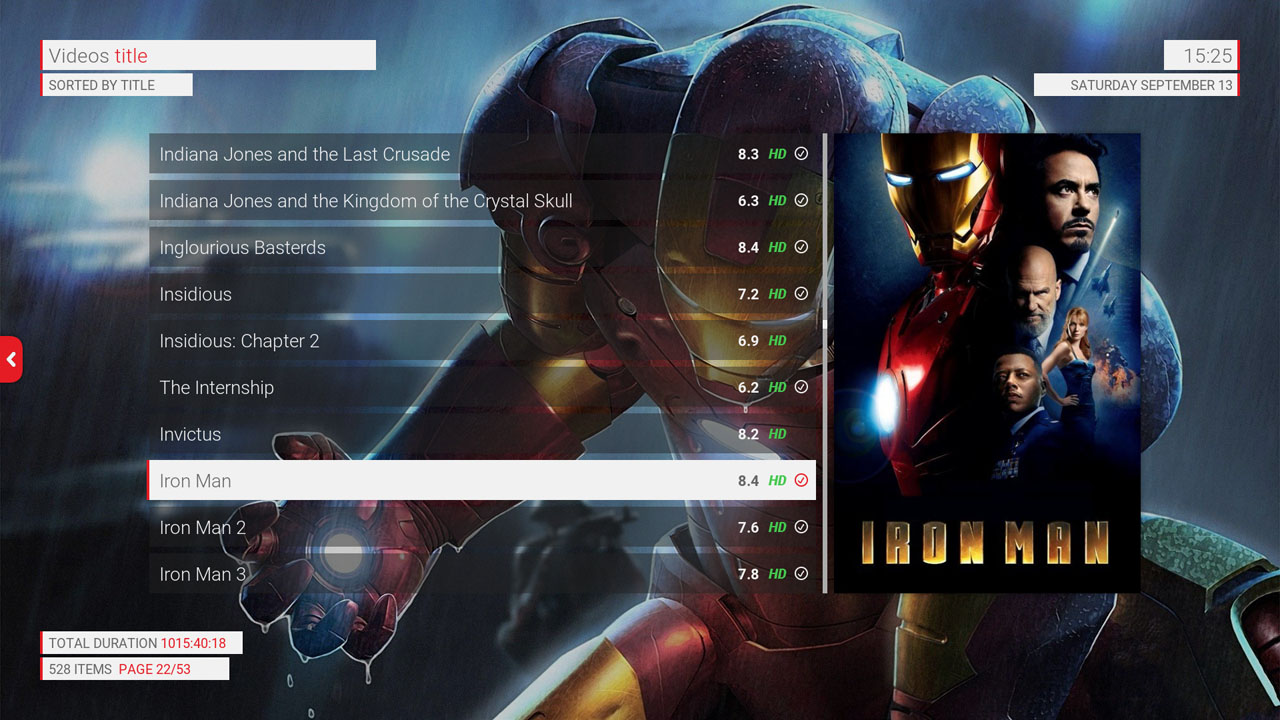 Videos title
15:25
SORTED BY TITLE
SATURDAY SEPTEMBER 13
Indiana Jones and the Last Crusade 8.3 HD
Indiana Jones and the Kingdom of the Crystal Skull 6.3 HD
Inglourious Basterds 8.4 HD
Insidious 7.2 HD
Insidious: Chapter 2 6.9 HD
The Internship 6.2 HD
Invictus 8.2 HD
Iron Man 8.4 HD
Iron Man 2 7.6 HD
Iron Man 3 7.8 HD
IRON MAN
TOTAL DURATION 1015:40:18
528 ITEMS PAGE 22/53